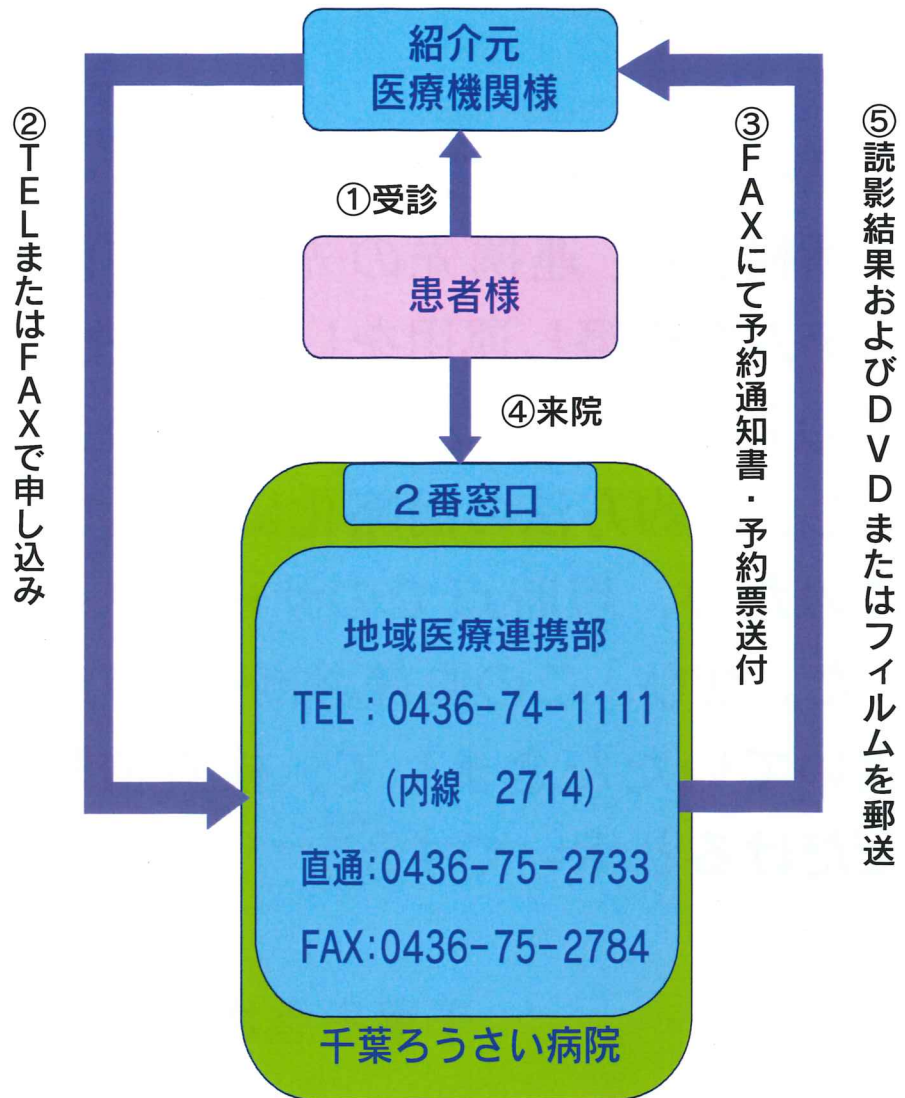 紹介元
医療機関様
①受診
患者様
②TELまたはFAXで申し込み
③FAXにて予約通知書・予約票送付
④来院
⑤読影結果およびDVDまたはフィルムを郵送
2番窓口
地域医療連携部
TEL：0436-74-1111
(内線　2714)
直通:0436-75-2733
FAX:0436-75-2784
千葉ろうさい病院